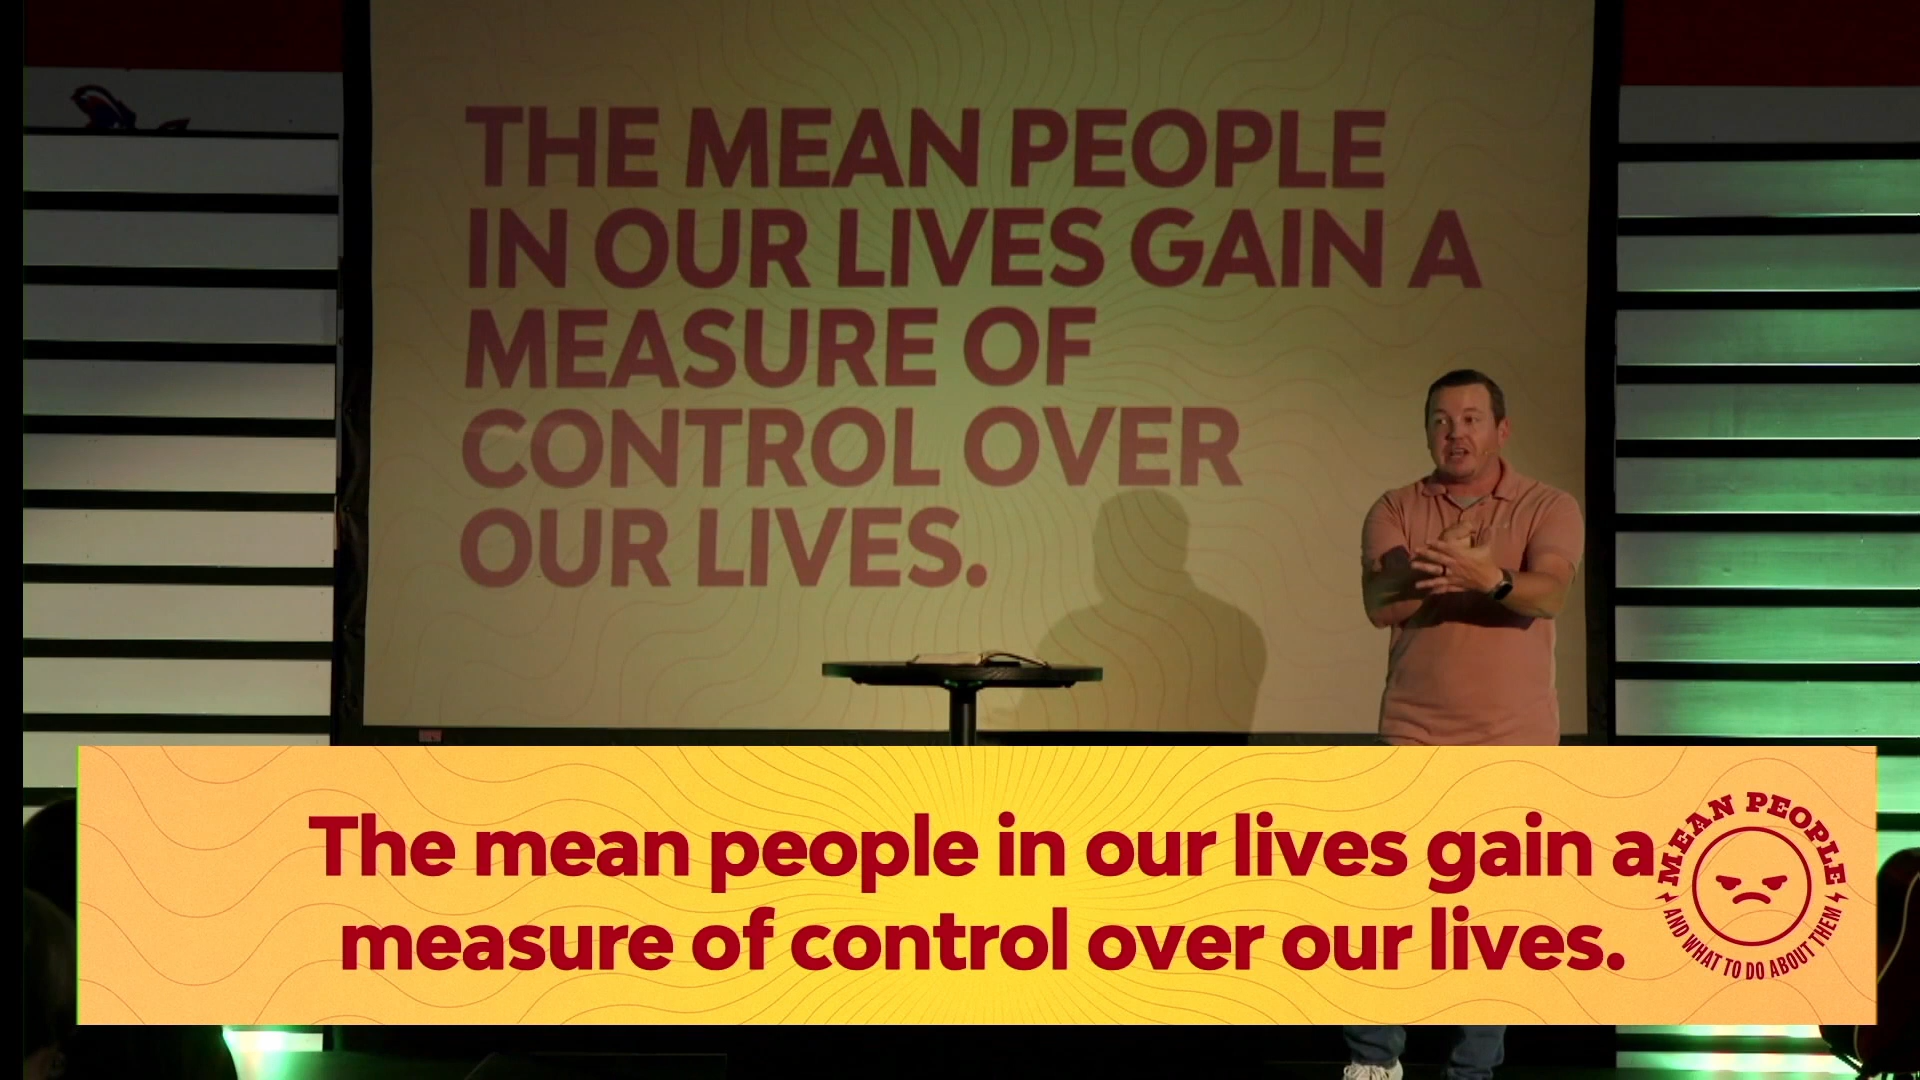 THE MEAN PEOPLE
IN OUR LIVES GAIN A
MEASURE OF
CONTROL OVER
OUR LIVES.
The mean people in our lives gain a
measure of control over our lives.
MEAN PEOPLE
AND WHAT TO DO ABOUT THEM